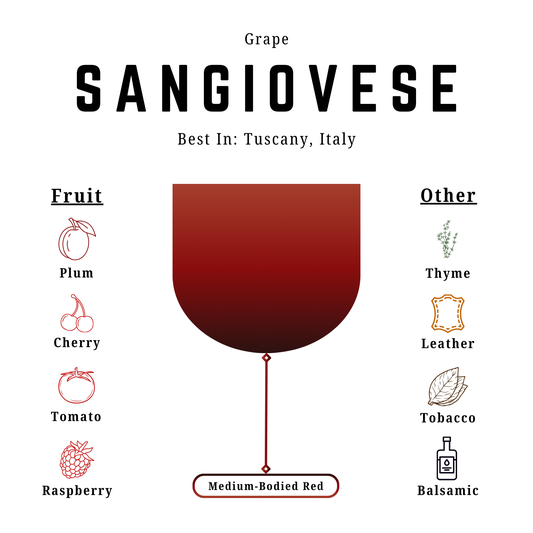 Grape
SANGIOVESE
Best In: Tuscany, Italy
Fruit
Plum
Cherry
Tomato
Raspberry
Medium-Bodied Red
Other
Thyme
Leather
Tobacco
Balsamic